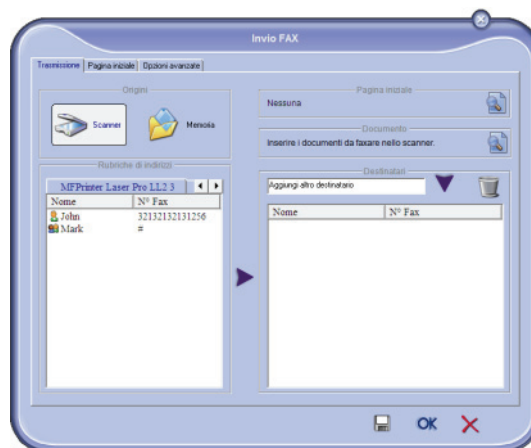 Invio FAX
Trasmissione Pagina iniziale Opzioni avanzate
Origini
Scanner Memoria
Pagina iniziale
Nessuna
Documento
Inserire i documenti da faxare nello scanner.
Rubriche di indirizzi
MFPrinter Laser Pro LL2 3
Nome N° Fax
John 32132132131256
Mark #
Destinatari
Aggiungi altro destinatario
Nome N° Fax
OK